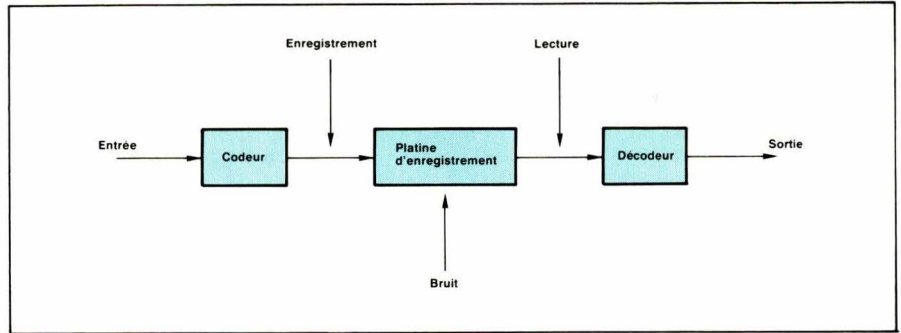 Enregistrement
Lecture
Entrée
Codeur
Platine
d'enregistrement
Décodeur
Sortie
Bruit